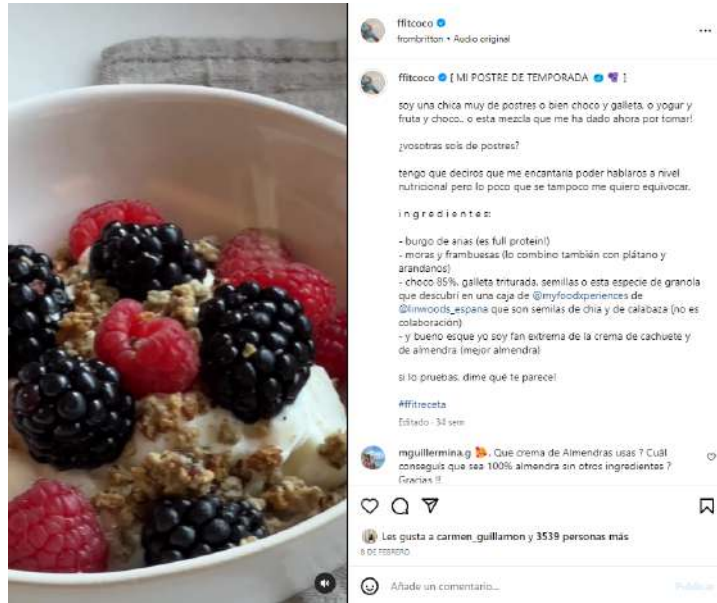 ffitcoco
frombritton • Audio original
ffitcoco [ MI POSTRE DE TEMPORADA 🥣 🫐 ]
soy una chica muy de postres o bien choco y galleta, o yogur y
fruta y choco.. o esta mezcla que me ha dado ahora por tomar!
¿vosotras sois de postres?
tengo que deciros que me encantaría poder hablaros a nivel
nutricional pero lo poco que se tampoco me quiero equivocar.
i n g r e d i e n t e s:
- burgo de arias (es full protein!)
- moras y frambuesas (lo combino también con plátano y
arandanos)
- choco 85%, galleta triturada, semillas o esta especie de granola
que descubrí en una caja de @myfoodxperiences de
@linwoods_espana que son semilas de chia y de calabaza (no es
colaboración)
- y bueno esque yo soy fan extrema de la crema de cachuete y
de almendra (mejor almendra)
si lo pruebas, dime qué te parece!
#ffitreceta
Editado · 34 sem
mguillermina.g . Que crema de Almendras usas ? Cuál
conseguís que sea 100% almendra sin otros ingredientes ?
Gracias !!
Les gusta a carmen_guillamon y 3539 personas más
6 DE FEBRERO
Añade un comentario...
Publicar